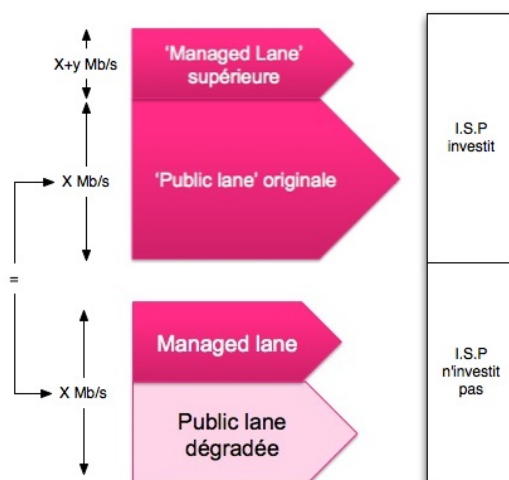 X+y Mb/s
'Managed Lane'
supérieure
X Mb/s
'Public lane' originale
I.S.P
investit
=
X Mb/s
Managed lane
Public lane
dégradée
I.S.P
n'investit
pas